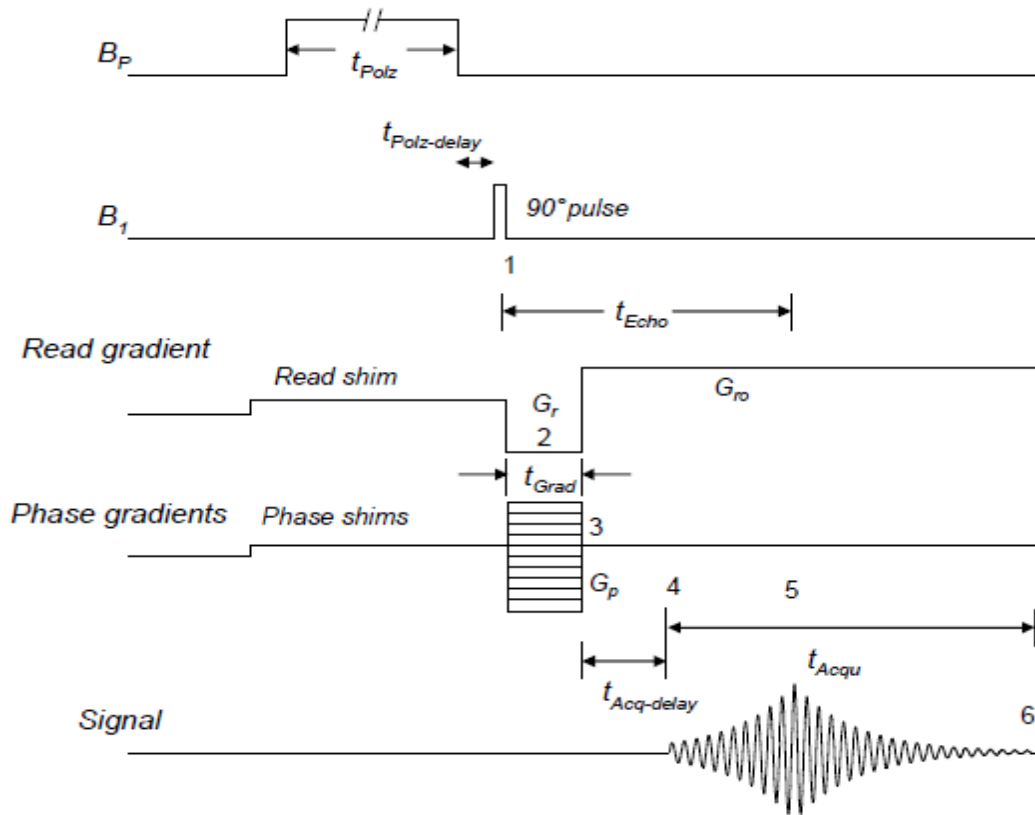 B_P
t_Polz
t_Polz-delay
B_1
90° pulse
1
t_Echo
Read gradient
Read shim
G_r
G_ro
2
t_Grad
Phase gradients
Phase shims
3
G_p
4
5
t_Acqu
t_Acq-delay
Signal
6